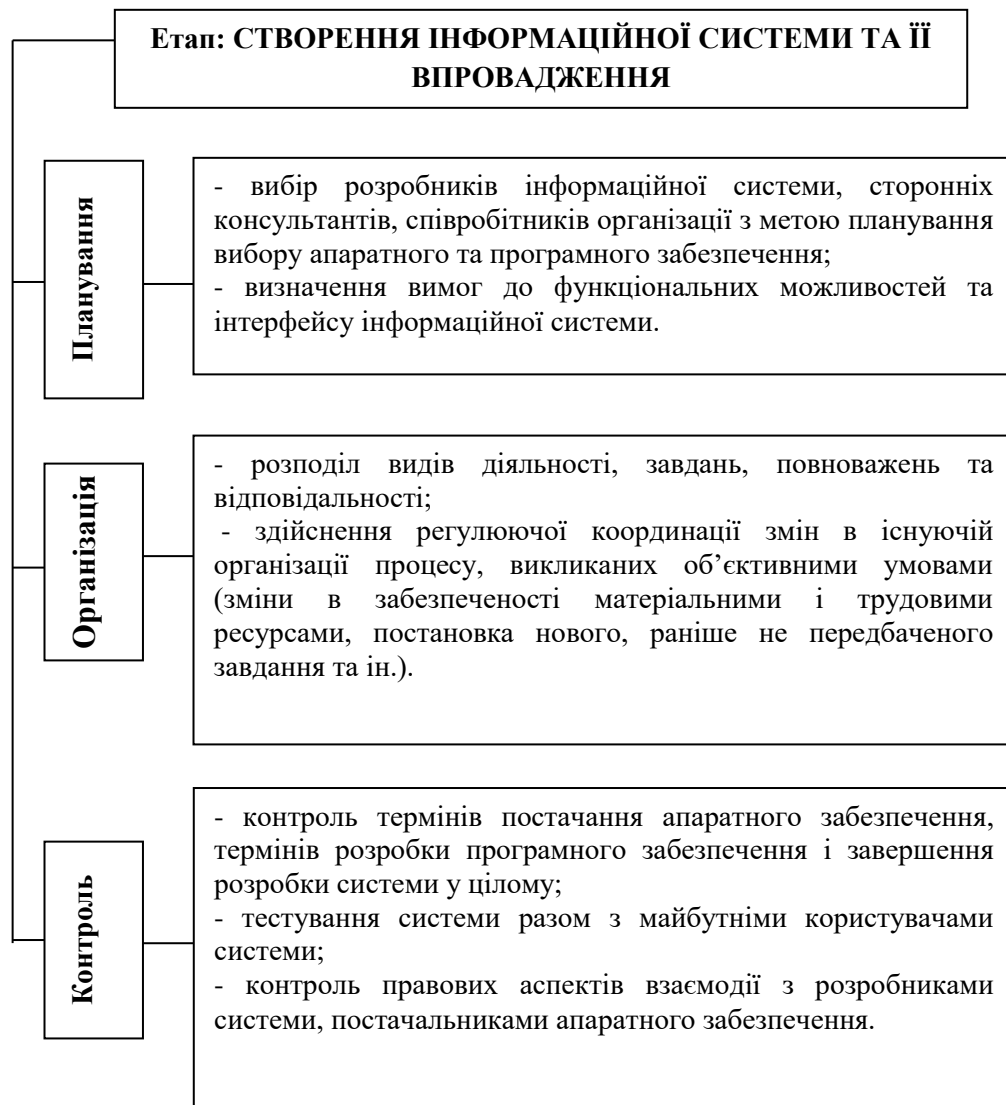 Етап: СТВОРЕННЯ ІНФОРМАЦІЙНОЇ СИСТЕМИ ТА ЇЇ
ВПРОВАДЖЕННЯ
Планування
- вибір розробників інформаційної системи, сторонніх
консультантів, співробітників організації з метою планування
вибору апаратного та програмного забезпечення;
- визначення вимог до функціональних можливостей та
інтерфейсу інформаційної системи.
Організація
- розподіл видів діяльності, завдань, повноважень та
відповідальності;
- здійснення регулюючої координації змін в існуючій
організації процесу, викликаних об’єктивними умовами
(зміни в забезпеченості матеріальними і трудовими
ресурсами, постановка нового, раніше не передбаченого
завдання та ін.).
Контроль
- контроль термінів постачання апаратного забезпечення,
термінів розробки програмного забезпечення і завершення
розробки системи у цілому;
- тестування системи разом з майбутніми користувачами
системи;
- контроль правових аспектів взаємодії з розробниками
системи, постачальниками апаратного забезпечення.